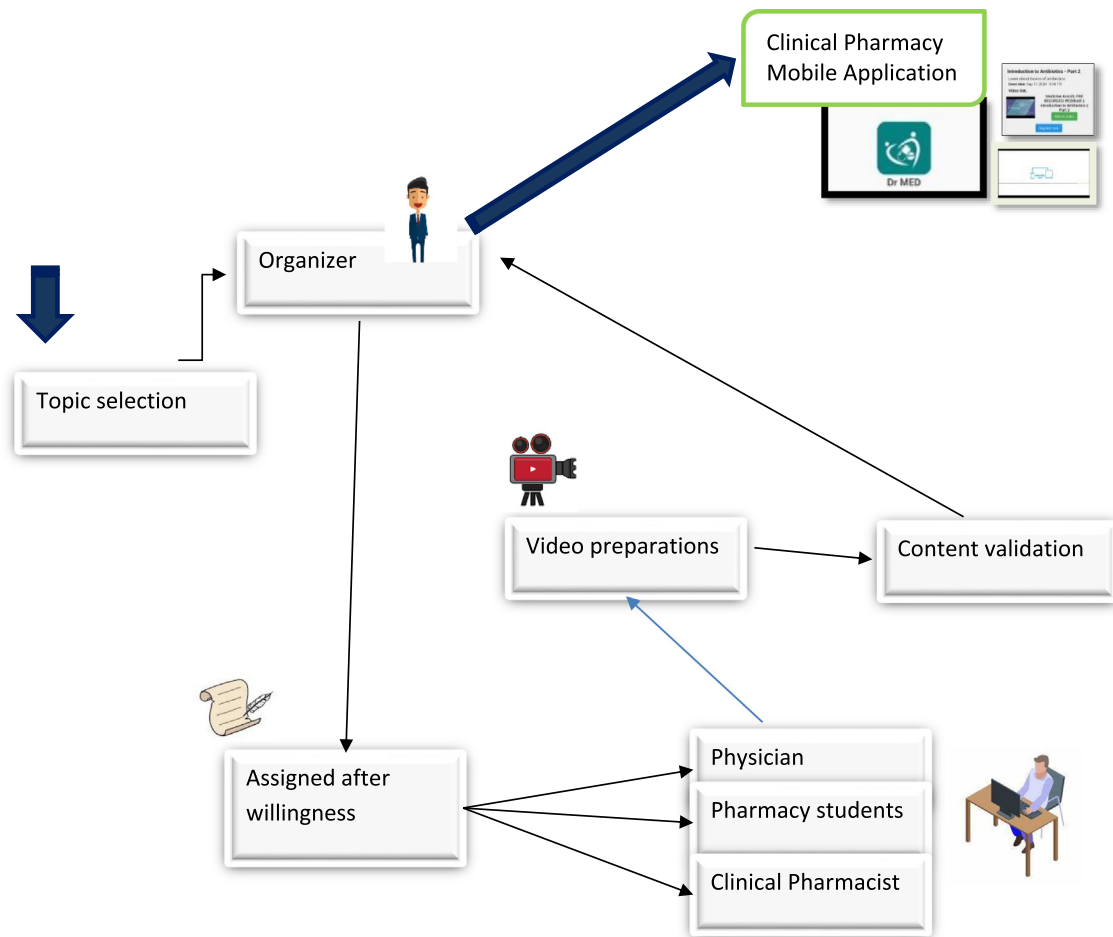 Clinical Pharmacy
Mobile Application
Introduction to Antibiotics - Part 2
Dr MED
Organizer
Topic selection
Video preparations
Content validation
Assigned after
willingness
Physician
Pharmacy students
Clinical Pharmacist